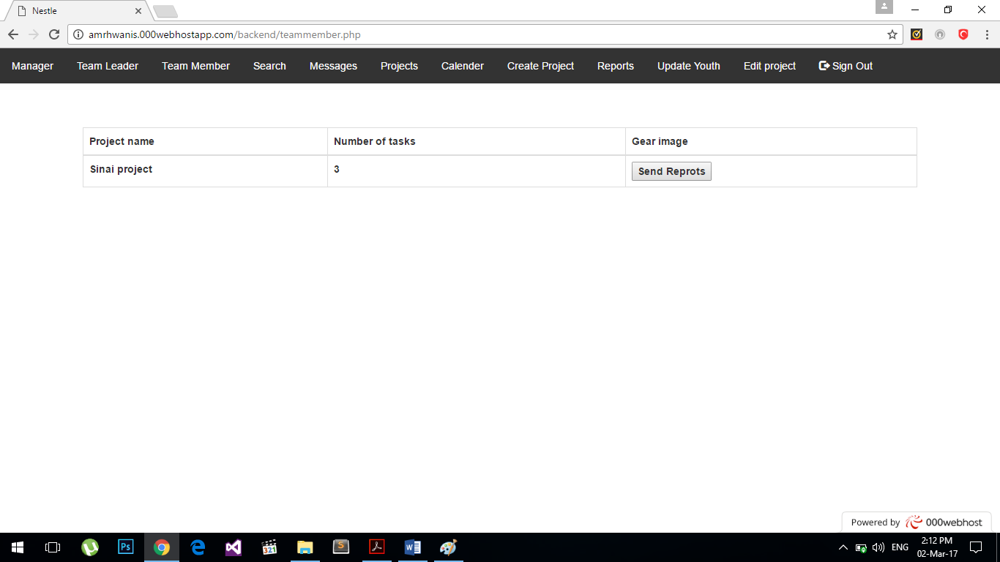 Nestle
amrhwanis.000webhostapp.com/backend/teammember.php
Manager Team Leader Team Member Search Messages Projects Calender Create Project Reports Update Youth Edit project Sign Out
Project name Number of tasks Gear image
Sinai project 3 Send Reprots
Powered by 000webhost
Ps 321 S W ENG 2:12 PM
02-Mar-17